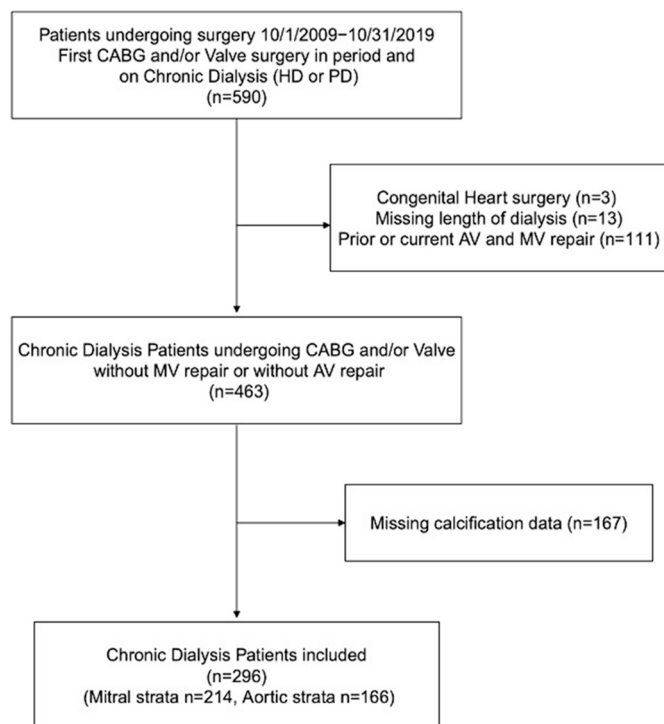 Patients undergoing surgery 10/1/2009−10/31/2019
First CABG and/or Valve surgery in period and
on Chronic Dialysis (HD or PD)
(n=590)
Congenital Heart surgery (n=3)
Missing length of dialysis (n=13)
Prior or current AV and MV repair (n=111)
Chronic Dialysis Patients undergoing CABG and/or Valve
without MV repair or without AV repair
(n=463)
Missing calcification data (n=167)
Chronic Dialysis Patients included
(n=296)
(Mitral strata n=214, Aortic strata n=166)